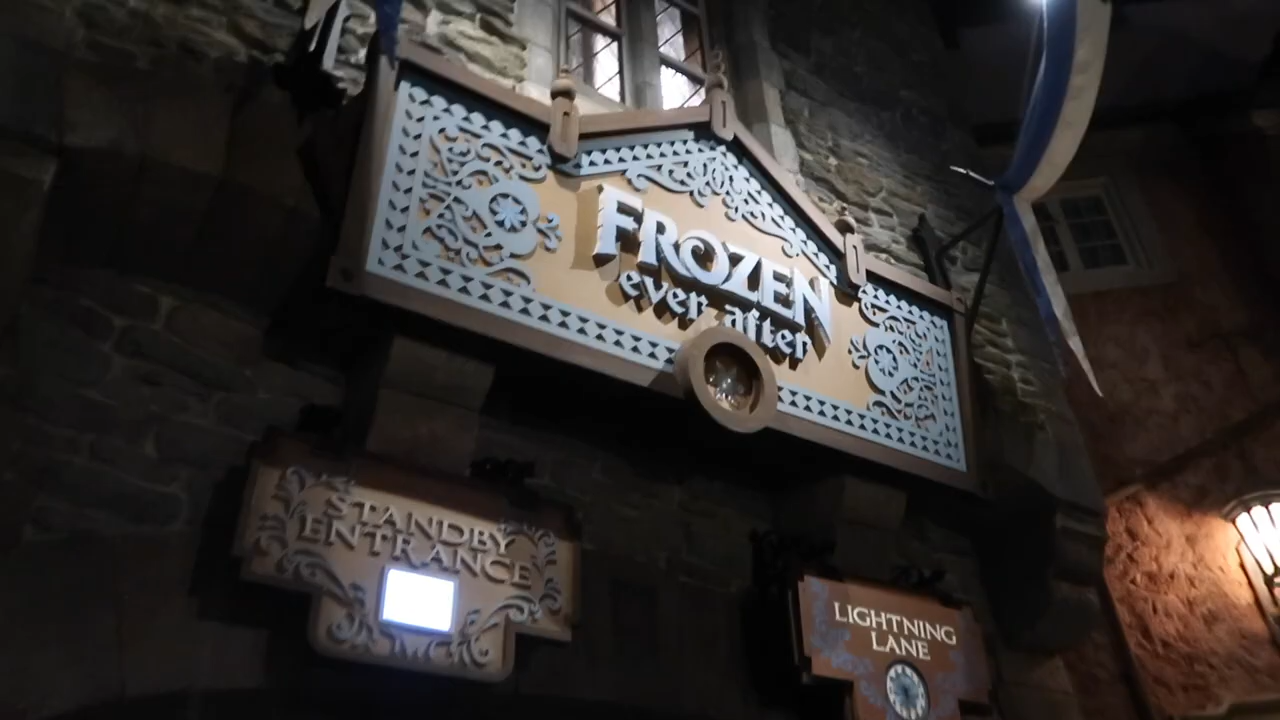 FROZEN
ever after
STANDBY
ENTRANCE
LIGHTNING
LANE